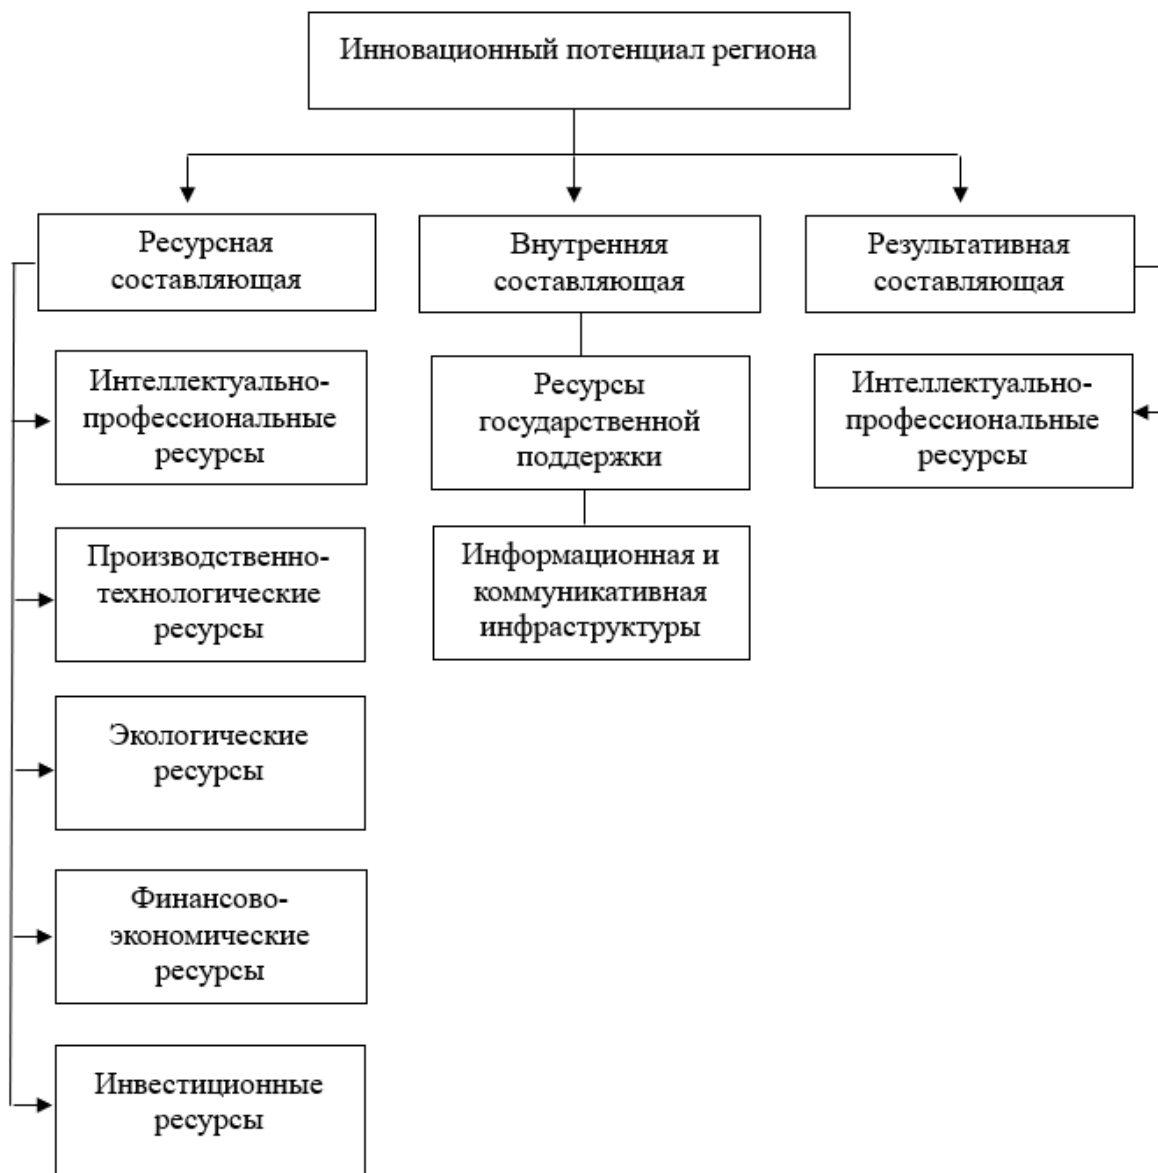 Инновационный потенциал региона
Ресурсная
составляющая
Интеллектуально-
профессиональные
ресурсы
Производственно-
технологические
ресурсы
Экологические
ресурсы
Финансово-
экономические
ресурсы
Инвестиционные
ресурсы
Внутренняя
составляющая
Ресурсы
государственной
поддержки
Информационная и
коммуникативная
инфраструктуры
Результативная
составляющая
Интеллектуально-
профессиональные
ресурсы